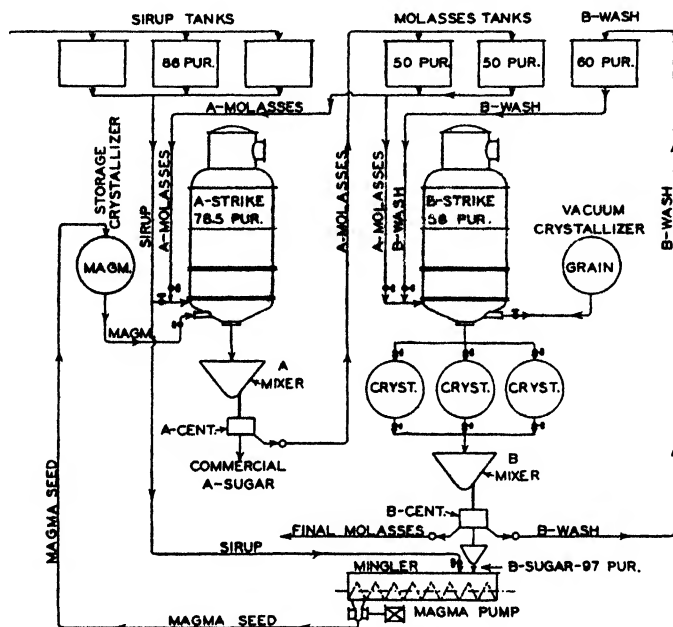 SIRUP TANKS
MOLASSES TANKS
B-WASH
86 PUR.
50 PUR.
50 PUR.
60 PUR.
A-MOLASSES
B-WASH
STORAGE
CRYSTALLIZER
SIRUP
A-MOLASSES
A-STRIKE
78.5 PUR.
A-MOLASSES
A-MOLASSES
B-WASH
B-STRIKE
58 PUR.
VACUUM
CRYSTALLIZER
B-WASH
MAGM.
GRAIN
MAGM.
A
MIXER
CRYST.
CRYST.
CRYST.
A-CENT.
COMMERCIAL
A-SUGAR
B
MIXER
MAGMA SEED
B-CENT.
FINAL MOLASSES
B-WASH
SIRUP
MINGLER
B-SUGAR-97 PUR.
MAGMA PUMP
MAGMA SEED